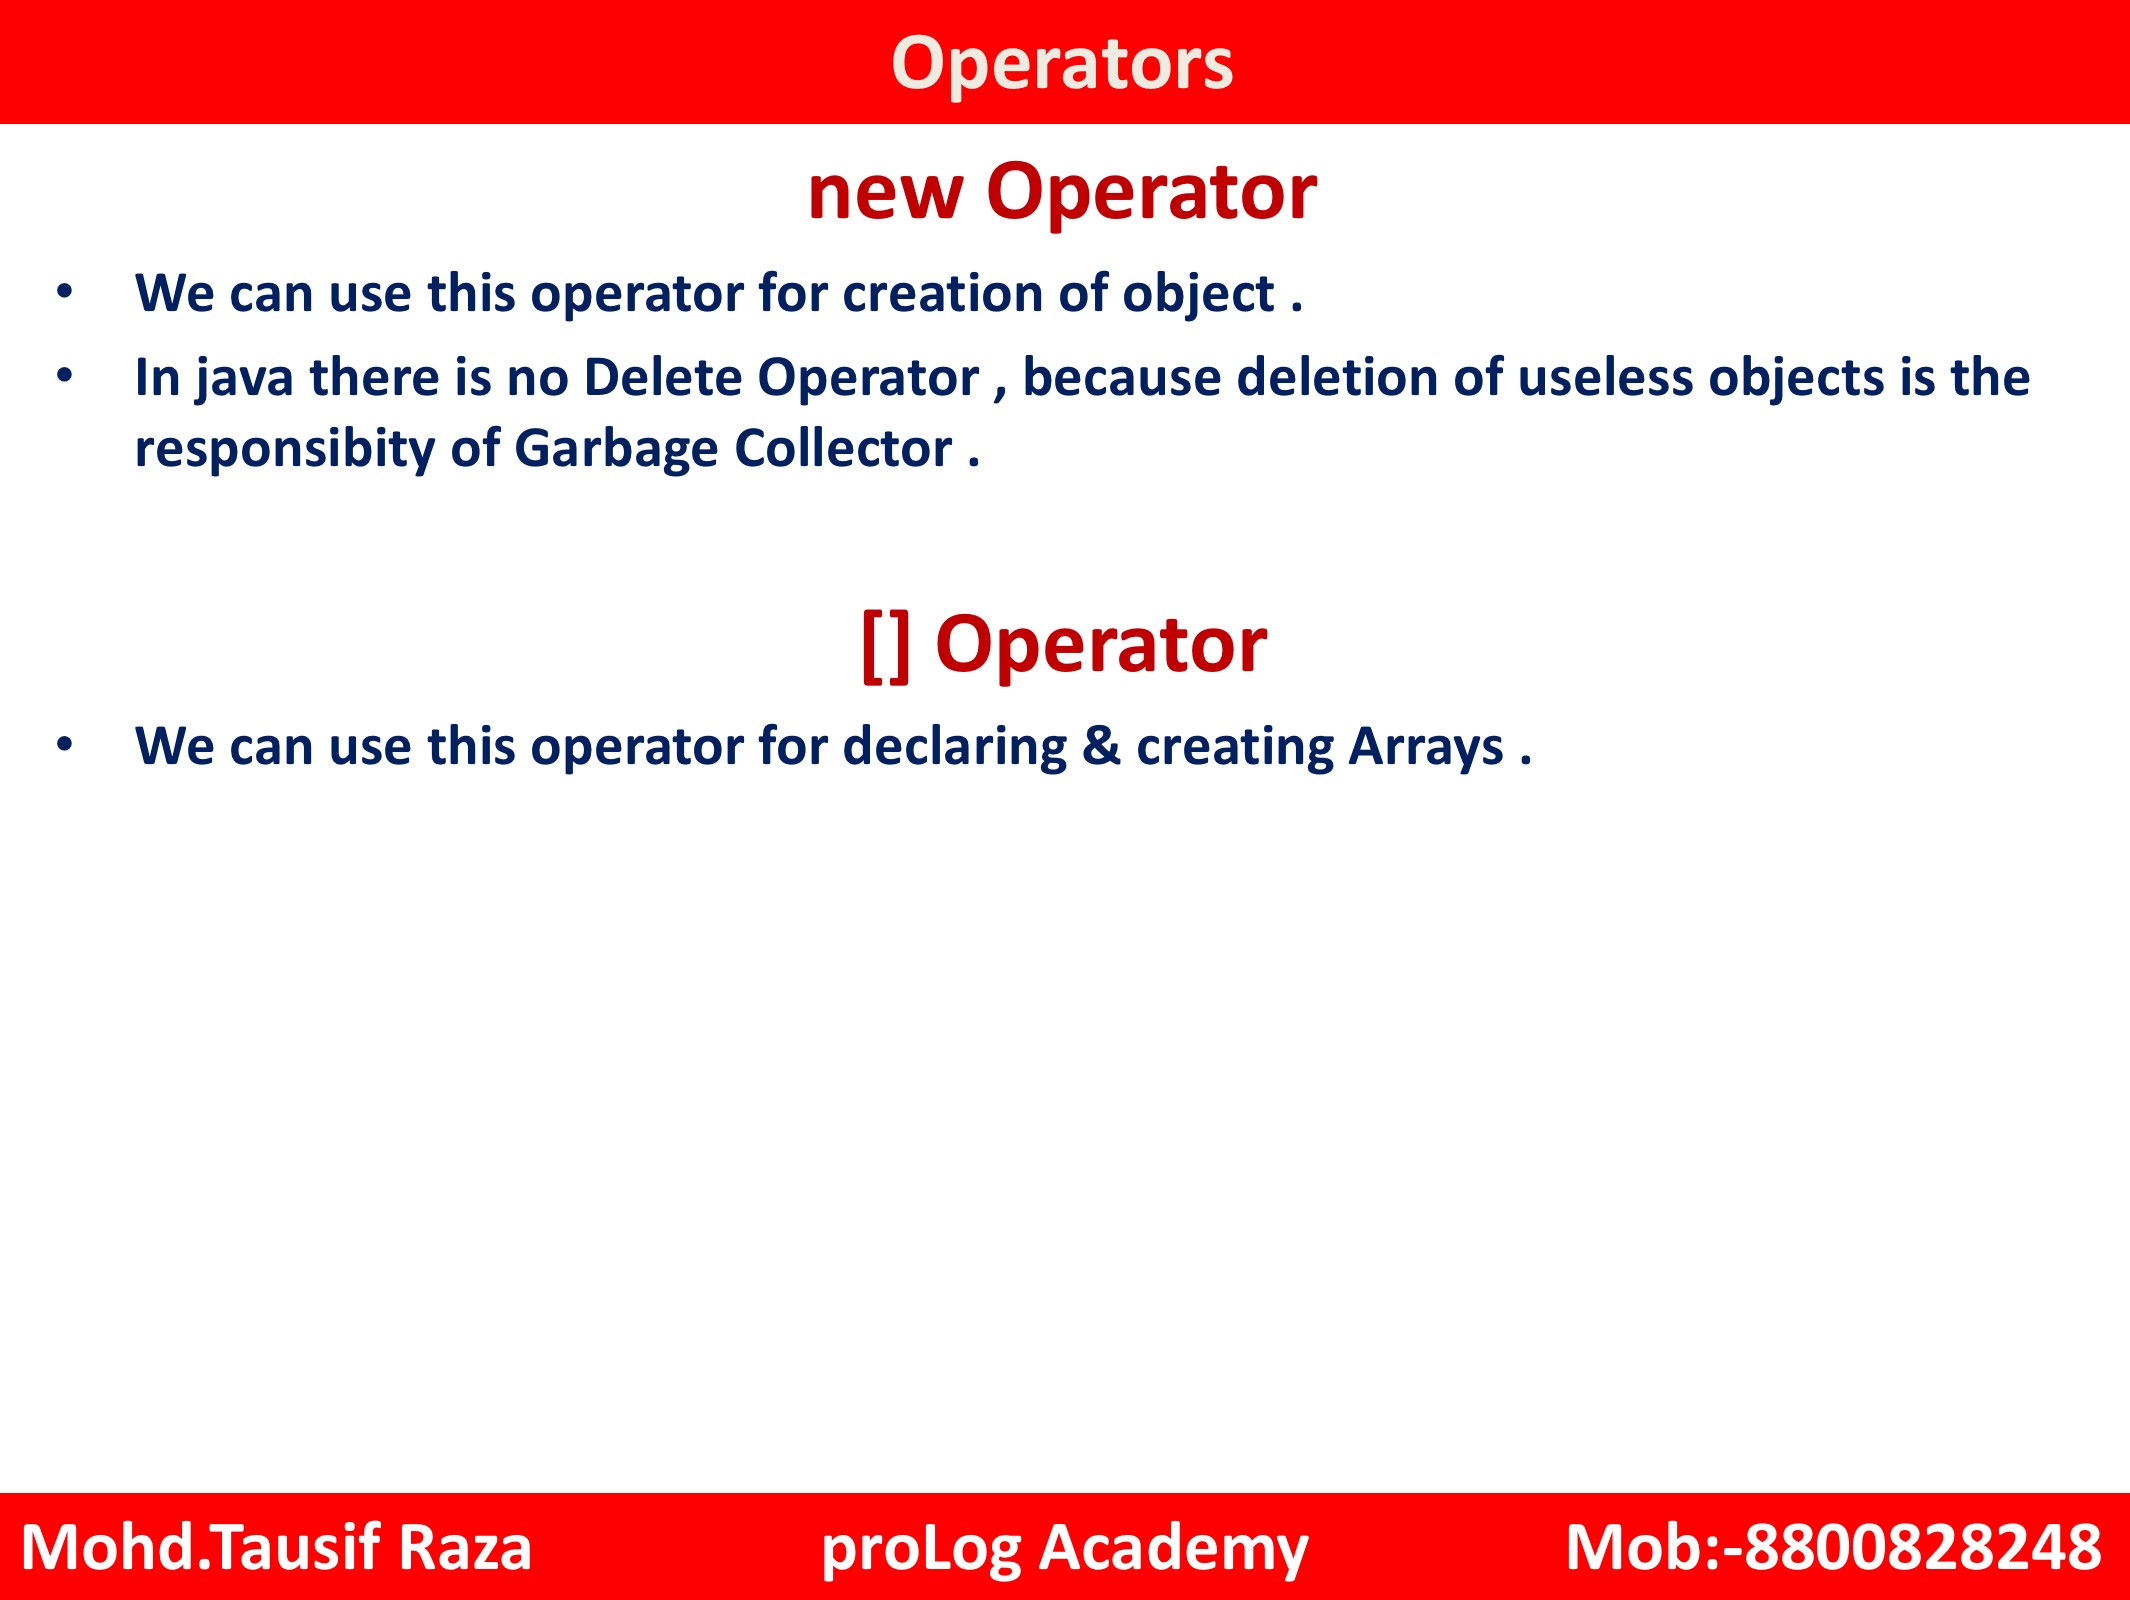 Operators
new Operator
• We can use this operator for creation of object .
• In java there is no Delete Operator , because deletion of useless objects is the
responsibity of Garbage Collector .
[] Operator
• We can use this operator for declaring & creating Arrays .
Mohd.Tausif Raza proLog Academy Mob:-8800828248